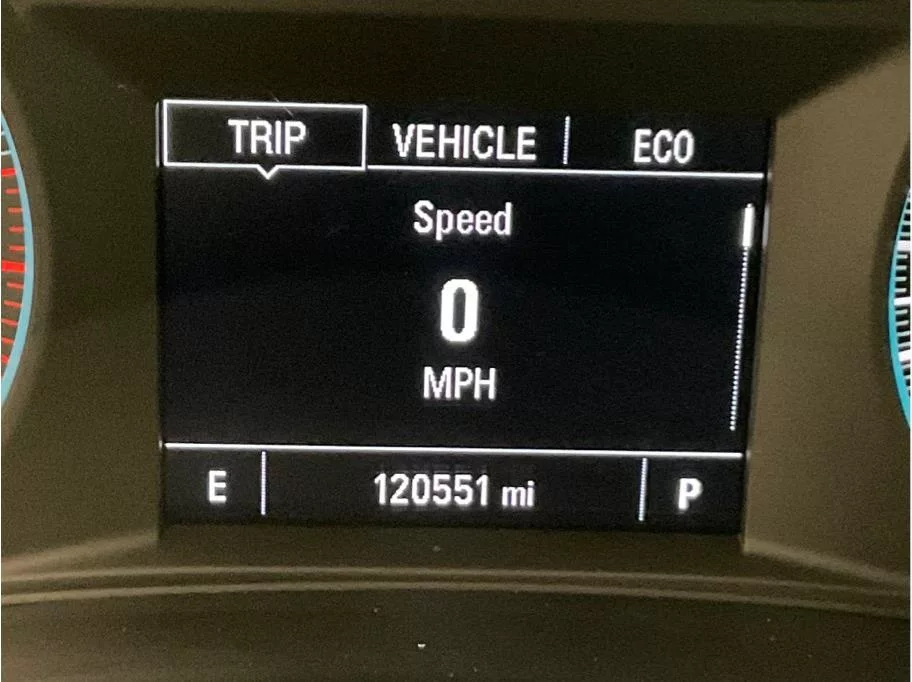 TRIP VEHICLE ECO
Speed
0
MPH
E 120551 mi P